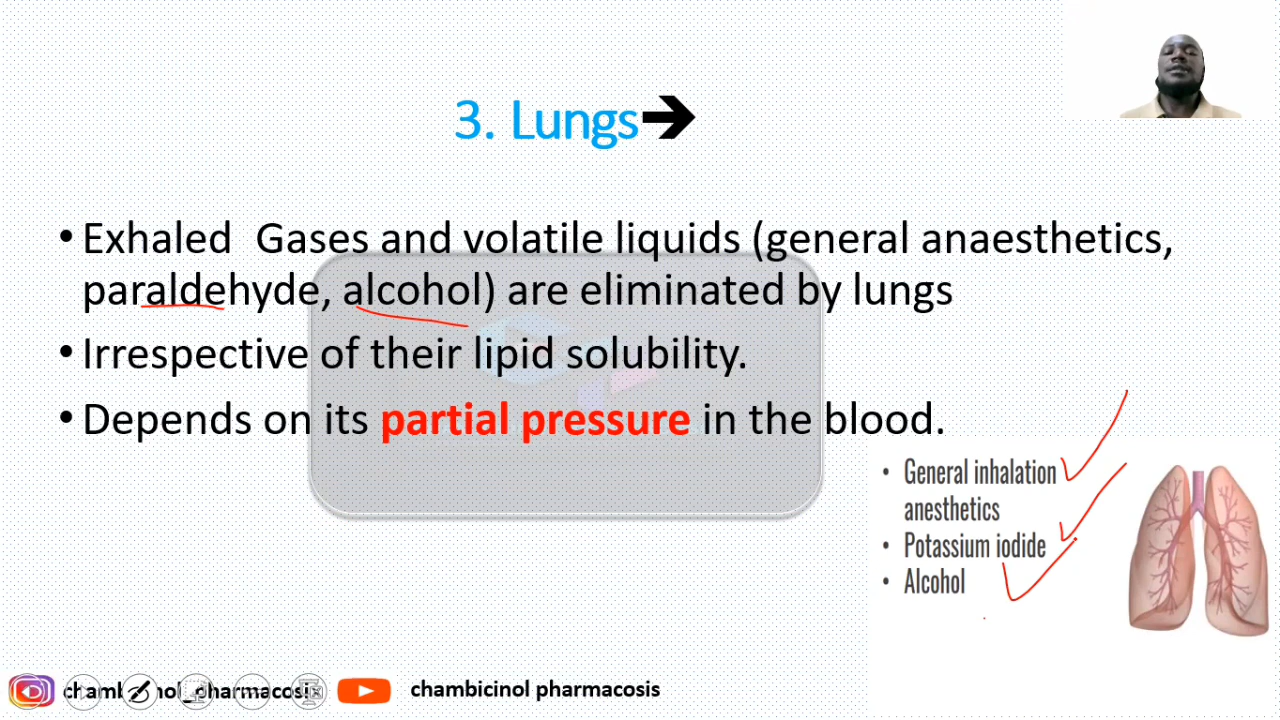 3. Lungs➔
• Exhaled Gases and volatile liquids (general anaesthetics,
paraldehyde, alcohol) are eliminated by lungs
• Irrespective of their lipid solubility.
• Depends on its partial pressure in the blood.
• General inhalation
anesthetics
• Potassium iodide
• Alcohol
chambicinol pharmacosis